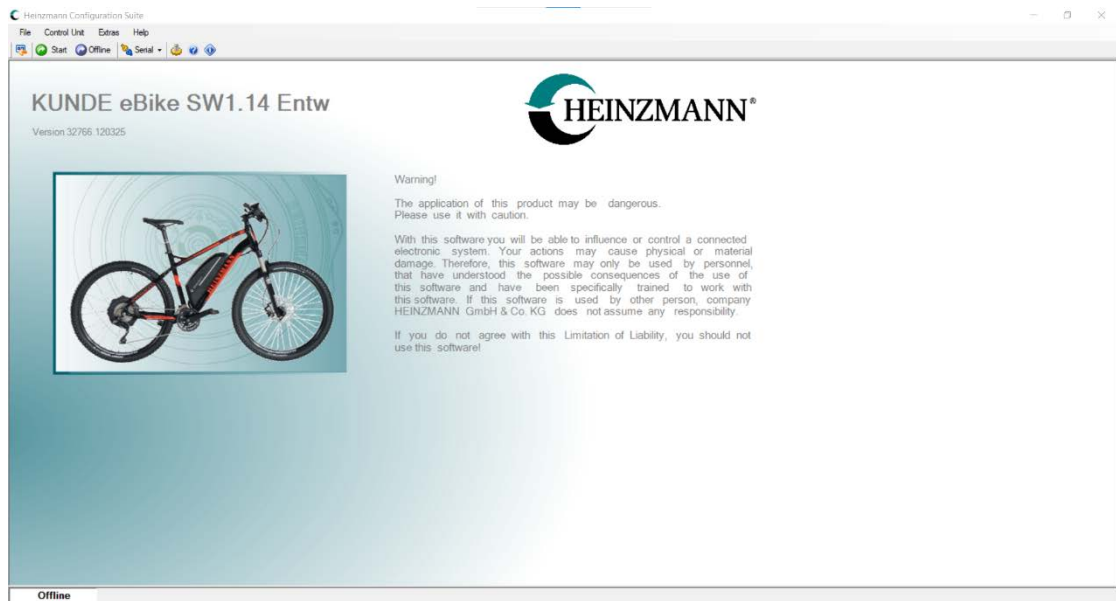 Heinzmann Configuration Suite
File Control Unit Extras Help
Start Offline Serial
KUNDE eBike SW1.14 Entw
Version 32766.120325
HEINZMANN®
Warning!
The application of this product may be dangerous.
Please use it with caution.
With this software you will be able to influence or control a connected
electronic system. Your actions may cause physical or material
damage. Therefore, this software may only be used by personnel,
that have understood the possible consequences of the use of
this software and have been specifically trained to work with
this software. If this software is used by other person, company
HEINZMANN GmbH & Co. KG does not assume any responsibility.
If you do not agree with this Limitation of Liability, you should not
use this software!
Offline